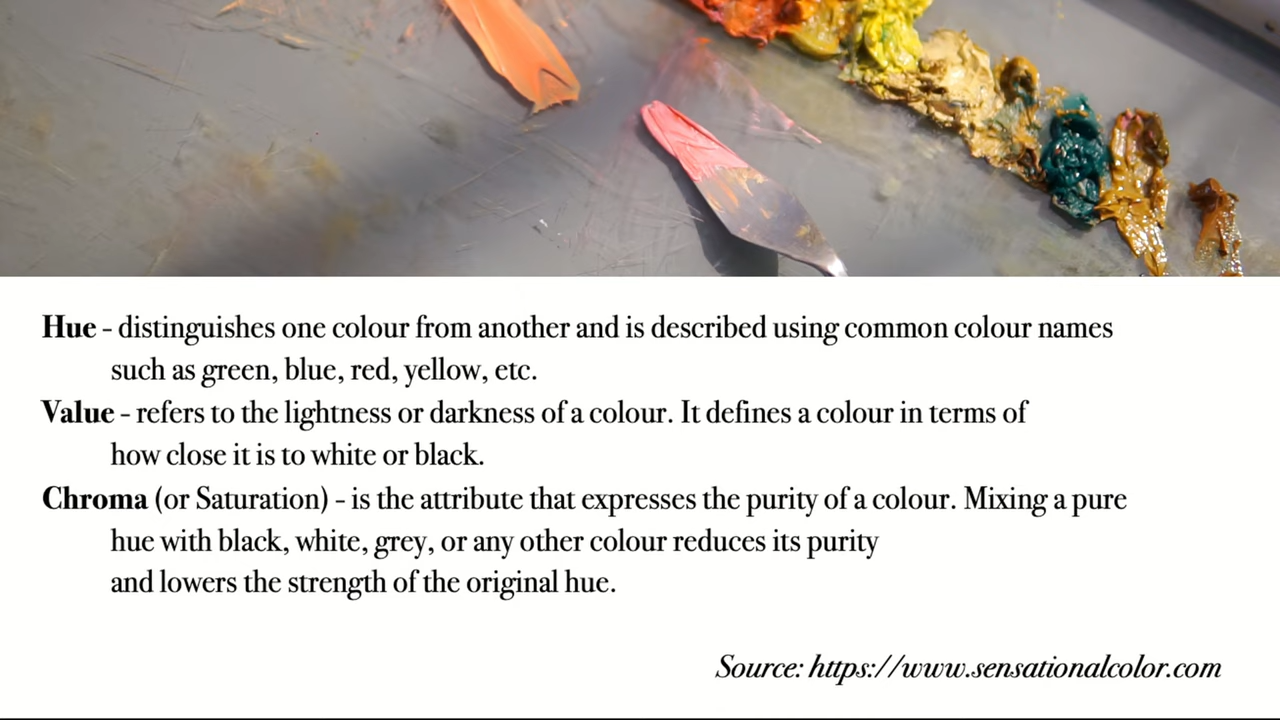 Hue - distinguishes one colour from another and is described using common colour names
such as green, blue, red, yellow, etc.
Value - refers to the lightness or darkness of a colour. It defines a colour in terms of
how close it is to white or black.
Chroma (or Saturation) - is the attribute that expresses the purity of a colour. Mixing a pure
hue with black, white, grey, or any other colour reduces its purity
and lowers the strength of the original hue.
Source: https://www.sensationalcolor.com